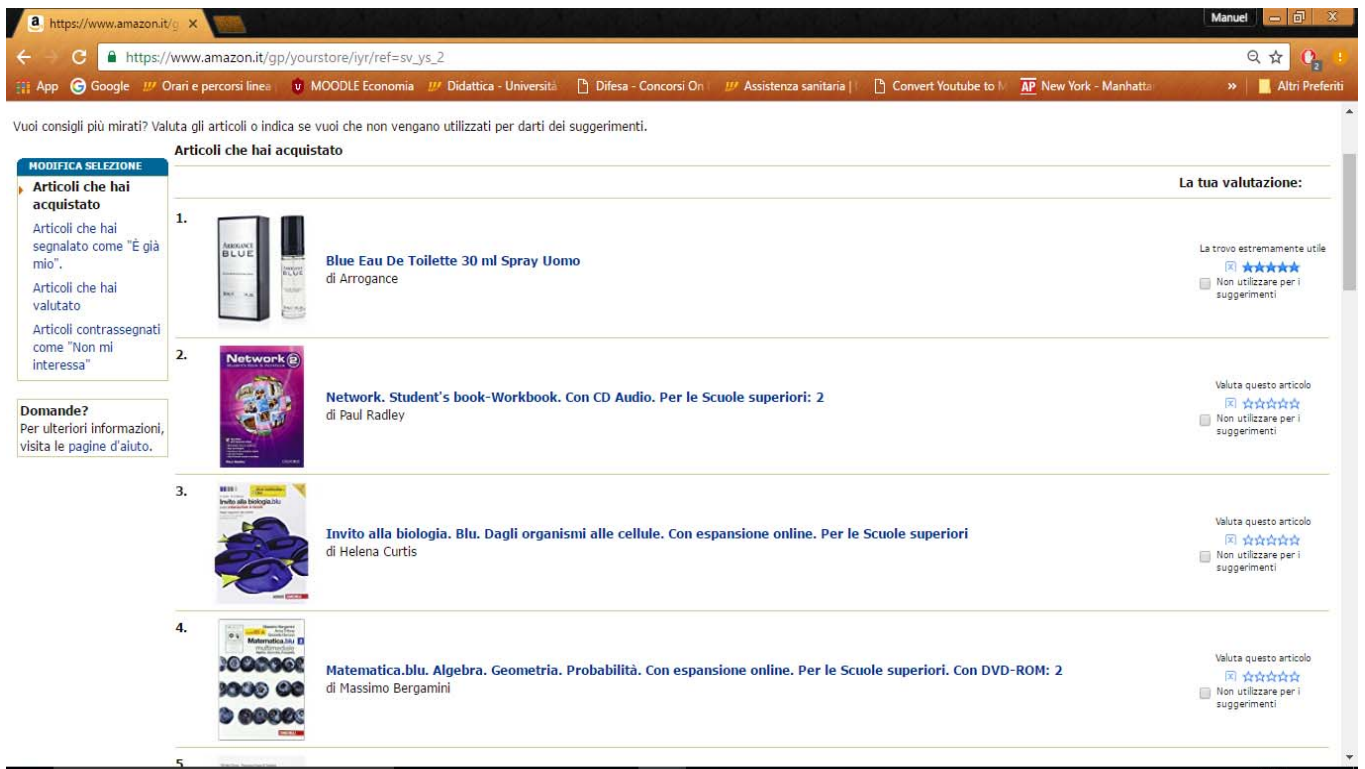 https://www.amazon.it/g
Manuel
https://www.amazon.it/gp/yourstore/iyr/ref=sv_ys_2
App Google Orari e percorsi linea MOODLE Economia Didattica - Università Difesa - Concorsi On Assistenza sanitaria | Convert Youtube to M New York - Manhatta » Altri Preferiti
Vuoi consigli più mirati? Valuta gli articoli o indica se vuoi che non vengano utilizzati per darti dei suggerimenti.
MODIFICA SELEZIONE
Articoli che hai
acquistato
Articoli che hai
segnalato come "È già
mio".
Articoli che hai
valutato
Articoli contrassegnati
come "Non mi
interessa"
Domande?
Per ulteriori informazioni,
visita le pagine d'aiuto.
Articoli che hai acquistato
La tua valutazione:
1.
ARROGANCE
BLUE
Blue Eau De Toilette 30 ml Spray Uomo
di Arrogance
La trovo estremamente utile
Non utilizzare per i
suggerimenti
2.
Network 2
Network. Student's book-Workbook. Con CD Audio. Per le Scuole superiori: 2
di Paul Radley
Valuta questo articolo
Non utilizzare per i
suggerimenti
3.
Invito alla biologia.blu
Invito alla biologia. Blu. Dagli organismi alle cellule. Con espansione online. Per le Scuole superiori
di Helena Curtis
Valuta questo articolo
Non utilizzare per i
suggerimenti
4.
Matematica.blu
multimediale
Matematica.blu. Algebra. Geometria. Probabilità. Con espansione online. Per le Scuole superiori. Con DVD-ROM: 2
di Massimo Bergamini
Valuta questo articolo
Non utilizzare per i
suggerimenti
5.